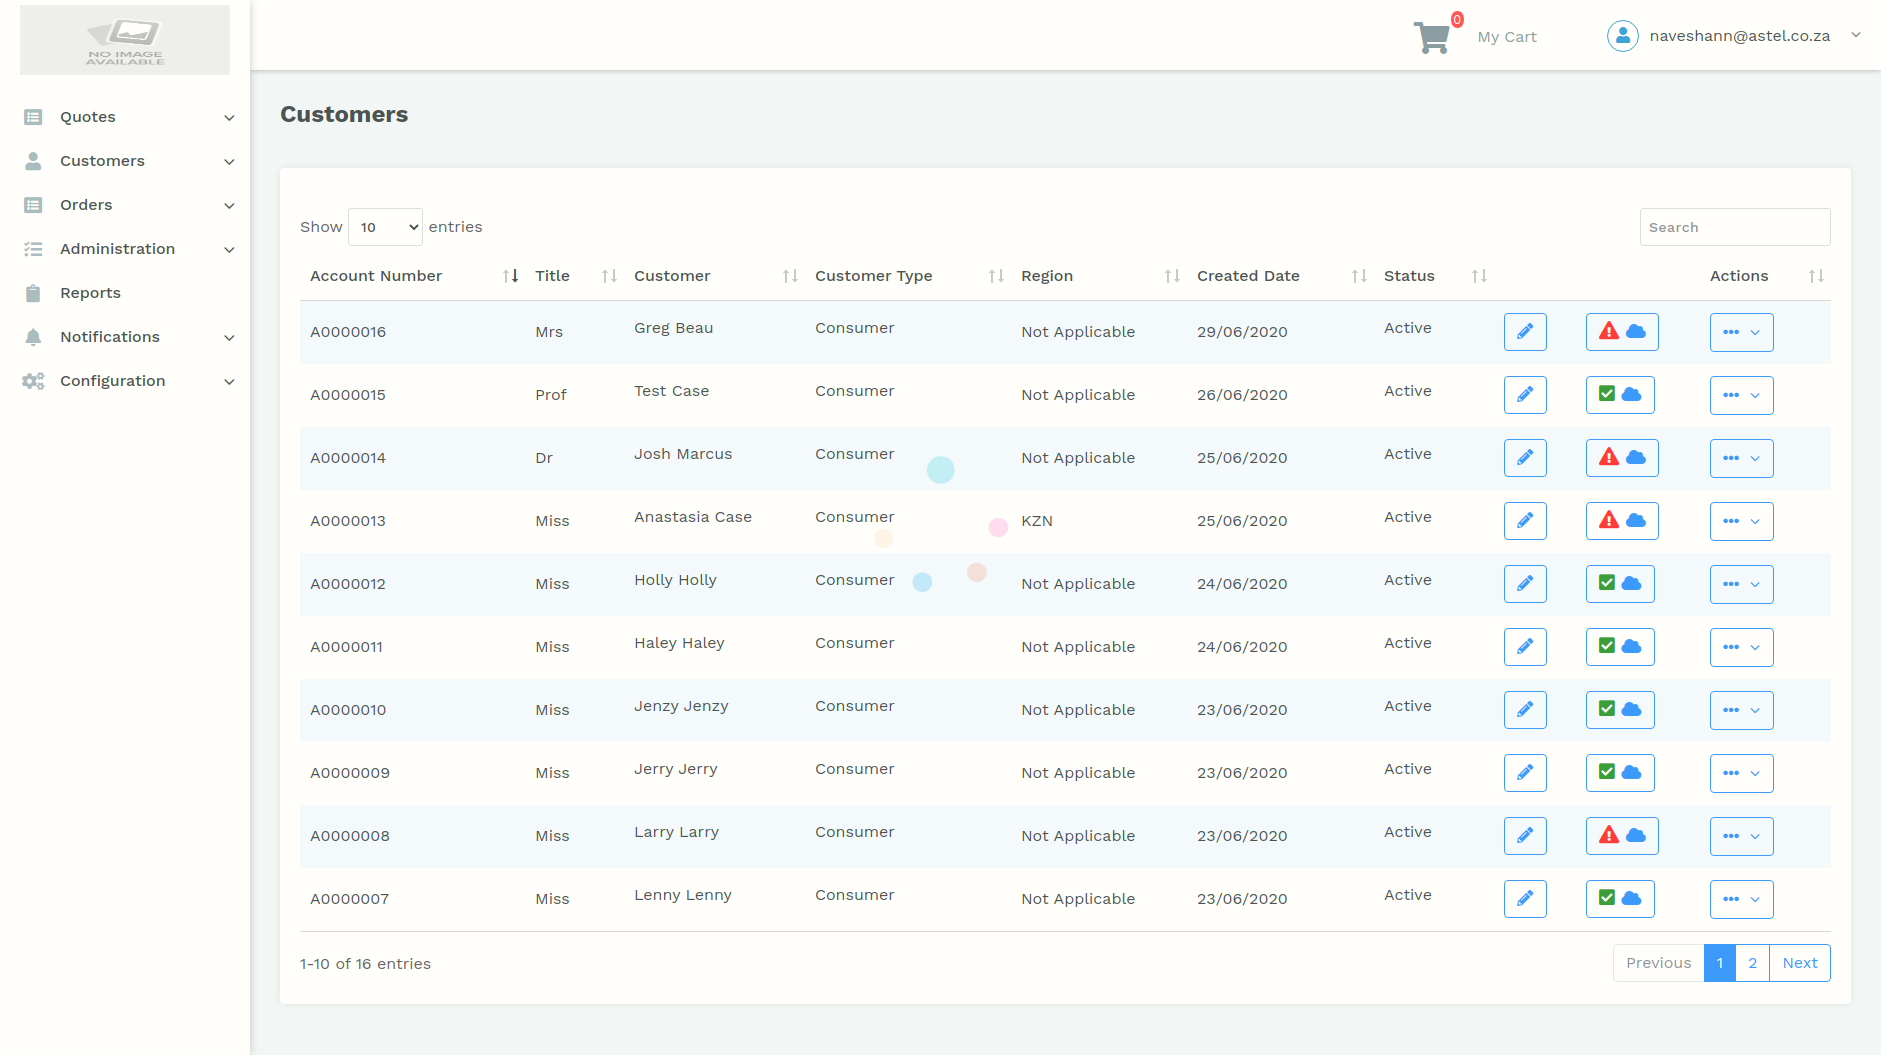 NO IMAGE
AVAILABLE
0
My Cart
naveshann@astel.co.za
Quotes
Customers
Orders
Administration
Reports
Notifications
Configuration
Customers
Show 10 entries
Search
Account Number Title Customer Customer Type Region Created Date Status Actions
A0000016 Mrs Greg Beau Consumer Not Applicable 29/06/2020 Active
A0000015 Prof Test Case Consumer Not Applicable 26/06/2020 Active
A0000014 Dr Josh Marcus Consumer Not Applicable 25/06/2020 Active
A0000013 Miss Anastasia Case Consumer KZN 25/06/2020 Active
A0000012 Miss Holly Holly Consumer Not Applicable 24/06/2020 Active
A0000011 Miss Haley Haley Consumer Not Applicable 24/06/2020 Active
A0000010 Miss Jenzy Jenzy Consumer Not Applicable 23/06/2020 Active
A0000009 Miss Jerry Jerry Consumer Not Applicable 23/06/2020 Active
A0000008 Miss Larry Larry Consumer Not Applicable 23/06/2020 Active
A0000007 Miss Lenny Lenny Consumer Not Applicable 23/06/2020 Active
1-10 of 16 entries
Previous 1 2 Next